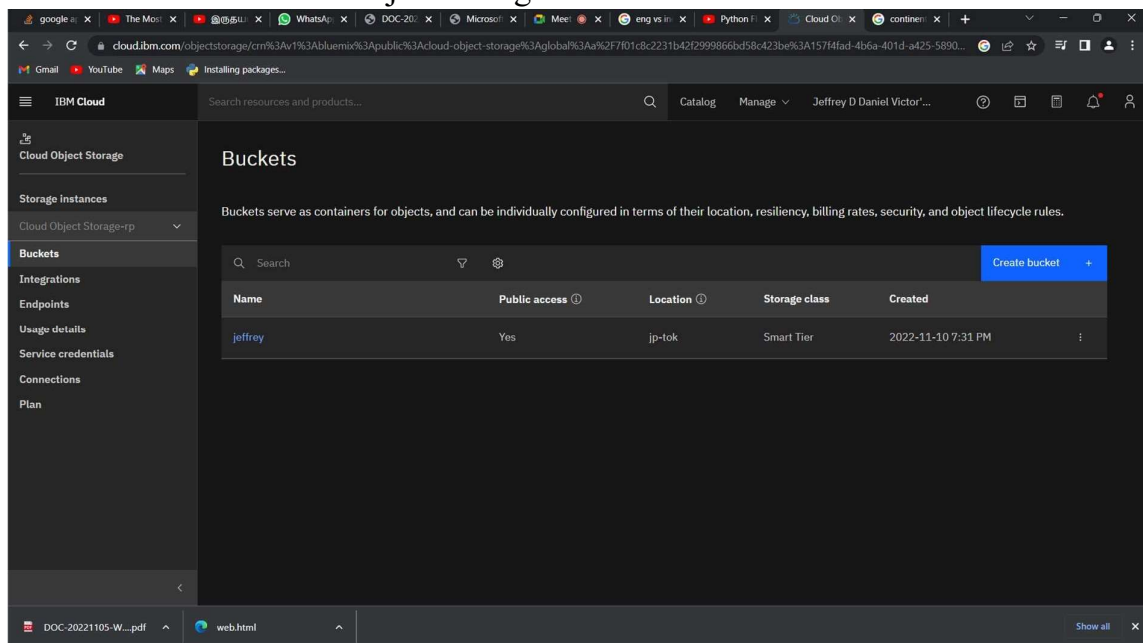 google a
The Most
இருதயட
WhatsAp
DOC-202
Microsof
Meet
eng vs in
Python Fl
Cloud Ob
continent
cloud.ibm.com/objectstorage/crn%3Av1%3Abluemix%3Apublic%3Acloud-object-storage%3Aglobal%3Aa%2F7f01c8c2231b42f2999866bd58c423be%3A157f4fad-4b6a-401d-a425-5890...
Gmail YouTube Maps Installing packages...
IBM Cloud
Search resources and products...
Catalog Manage Jeffrey D Daniel Victor'...
Cloud Object Storage
Storage instances
Cloud Object Storage-rp
Buckets
Integrations
Endpoints
Usage details
Service credentials
Connections
Plan
Buckets
Buckets serve as containers for objects, and can be individually configured in terms of their location, resiliency, billing rates, security, and object lifecycle rules.
Search
Create bucket +
Name Public access Location Storage class Created
jeffrey Yes jp-tok Smart Tier 2022-11-10 7:31 PM
DOC-20221105-W....pdf web.html Show all